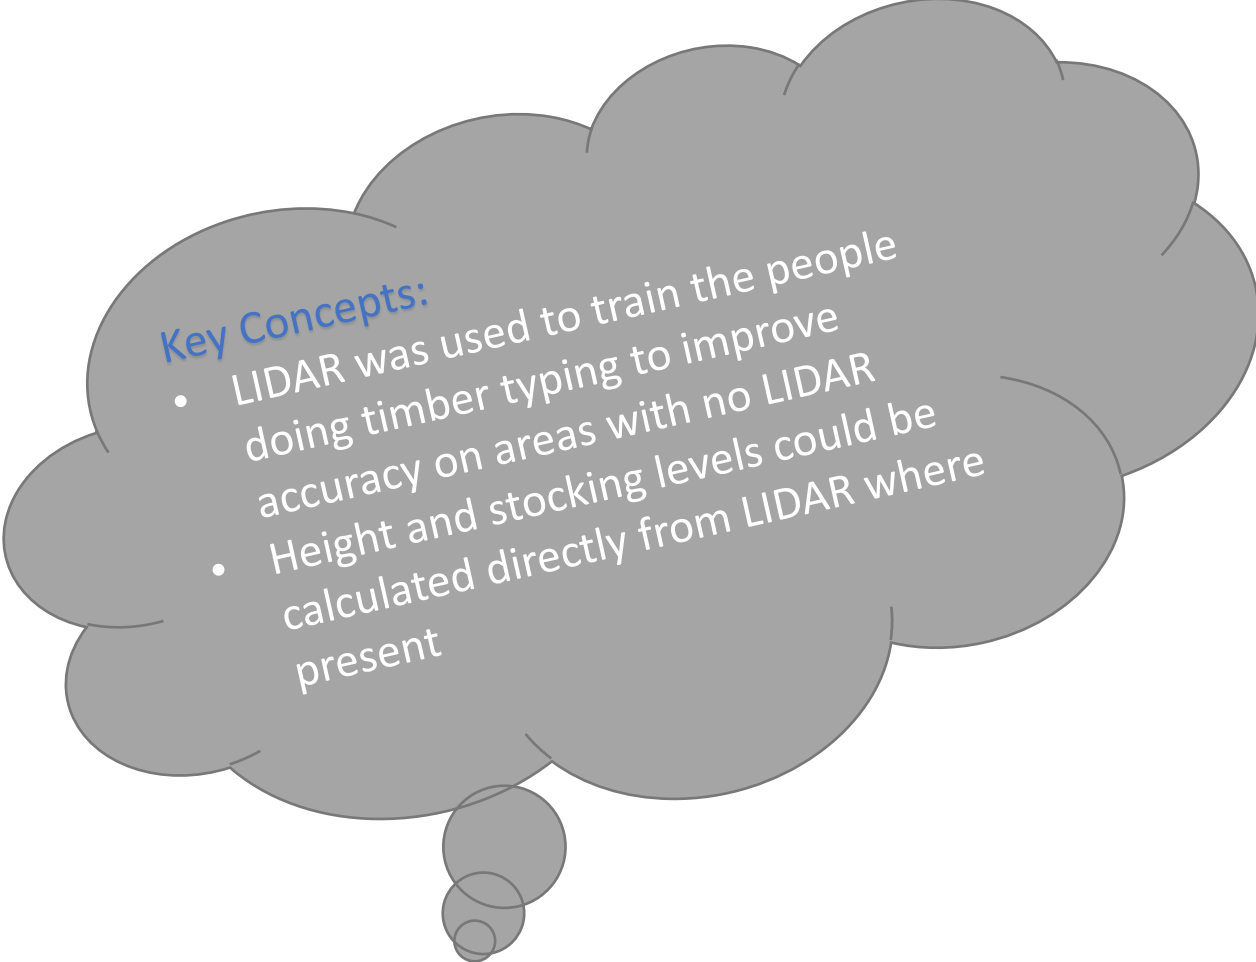 Key Concepts:
• LIDAR was used to train the people
doing timber typing to improve
accuracy on areas with no LIDAR
• Height and stocking levels could be
calculated directly from LIDAR where
present